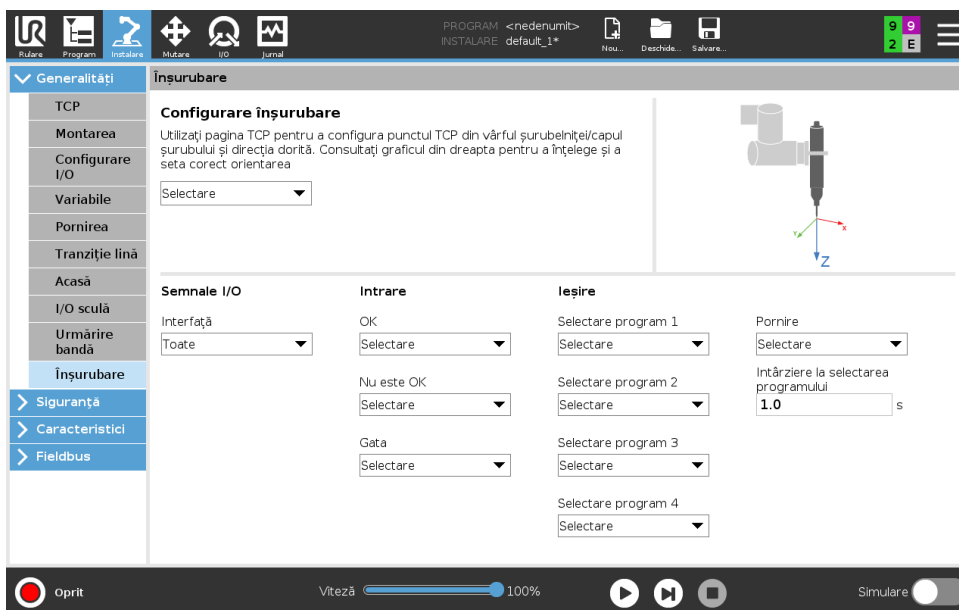 PROGRAM <nedenumit>
INSTALARE default_1*
Rulare
Program
Instalare
Mutare
I/O
Jurnal
Nou...
Deschide...
Salvare...
9 9
2 E
Generalități
TCP
Montarea
Configurare
I/O
Variabile
Pornirea
Tranziție lină
Acasă
I/O sculă
Urmărire
bandă
Înșurubare
Siguranță
Caracteristici
Fieldbus
Înșurubare
Configurare înșurubare
Utilizați pagina TCP pentru a configura punctul TCP din vârful șurubelniței/capul
șurubului și direcția dorită. Consultați graficul din dreapta pentru a înțelege și a
seta corect orientarea
Selectare
X
Y
Z
Semnale I/O
Interfață
Toate
Intrare
OK
Selectare
Nu este OK
Selectare
Gata
Selectare
Ieșire
Selectare program 1
Selectare
Selectare program 2
Selectare
Selectare program 3
Selectare
Selectare program 4
Selectare
Pornire
Selectare
Întârziere la selectarea
programului
1.0 s
Oprit
Viteză 100%
Simulare